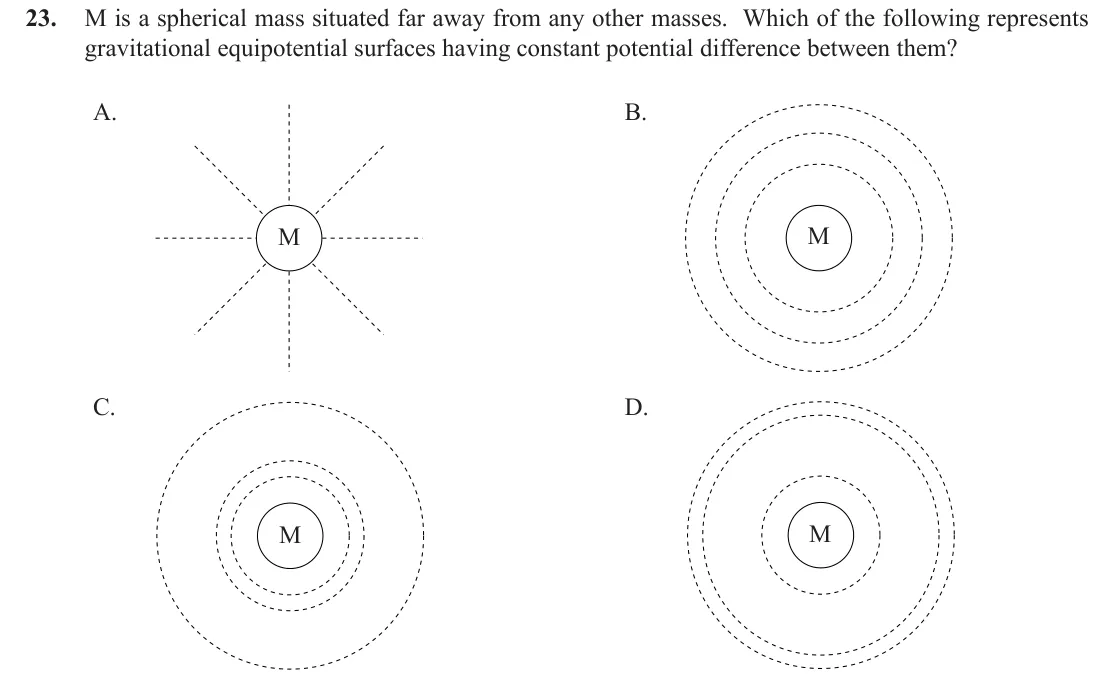 23. M is a spherical mass situated far away from any other masses. Which of the following represents
gravitational equipotential surfaces having constant potential difference between them?
A.
B.
M
M
C.
D.
M
M